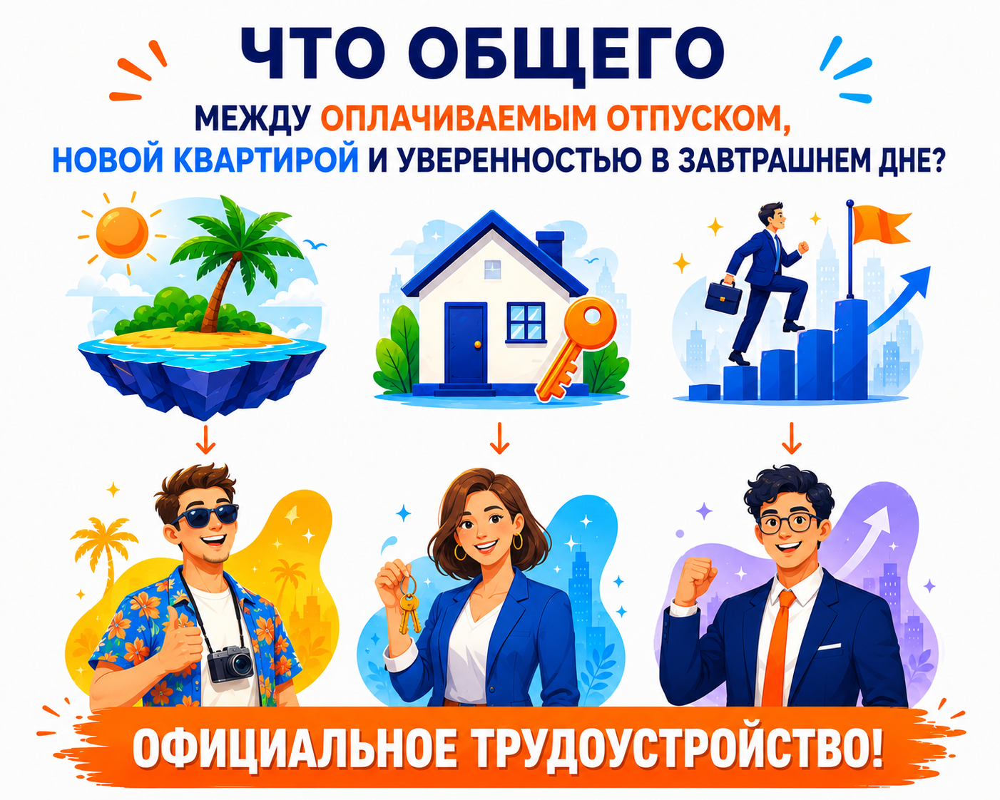 ЧТО ОБЩЕГО
МЕЖДУ ОПЛАЧИВАЕМЫМ ОТПУСКОМ,
НОВОЙ КВАРТИРОЙ И УВЕРЕННОСТЬЮ В ЗАВТРАШНЕМ ДНЕ?
ОФИЦИАЛЬНОЕ ТРУДОУСТРОЙСТВО!